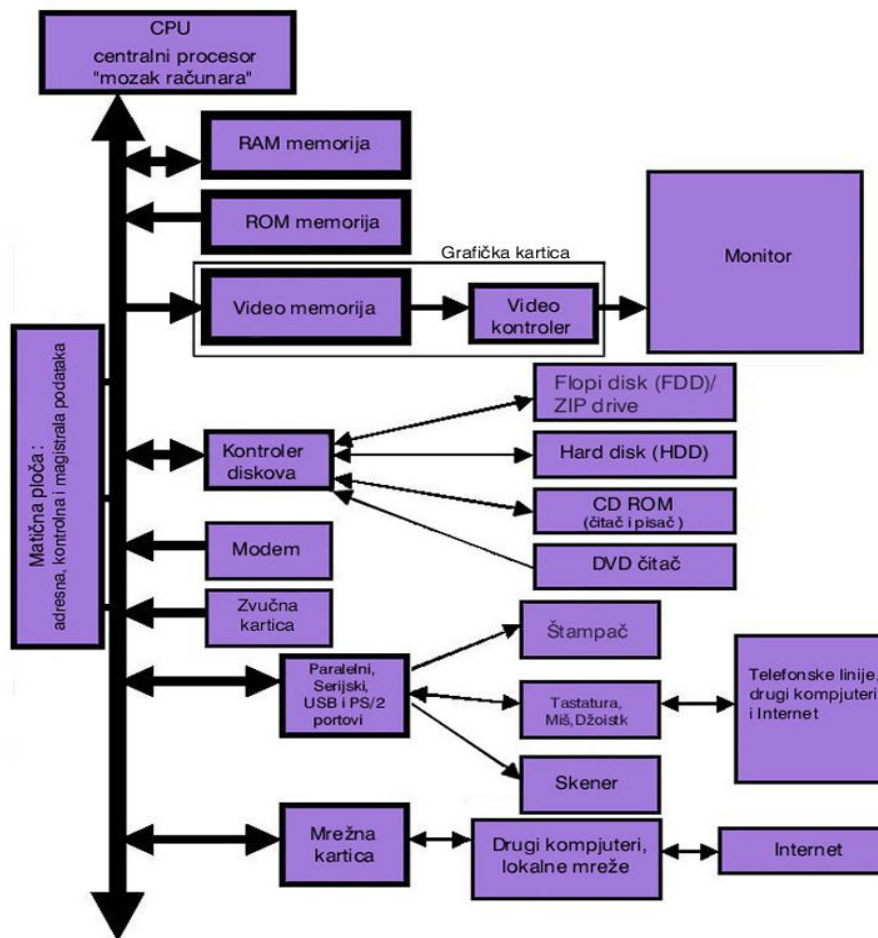 CPU
centralni procesor
"mozak računara"
RAM memorija
ROM memorija
Grafička kartica
Video memorija
Video
kontroler
Monitor
Matična ploča :
adresna, kontrolna i magistrala podataka
Kontroler
diskova
Flopi disk (FDD)/
ZIP drive
Hard disk (HDD)
CD ROM
(čitač i pisač )
DVD čitač
Modem
Zvučna
kartica
Paralelni,
Serijski,
USB i PS/2
portovi
Štampač
Tastatura,
Miš,Džoistk
Skener
Telefonske linije,
drugi kompjuteri
i Internet
Mrežna
kartica
Drugi kompjuteri,
lokalne mreže
Internet